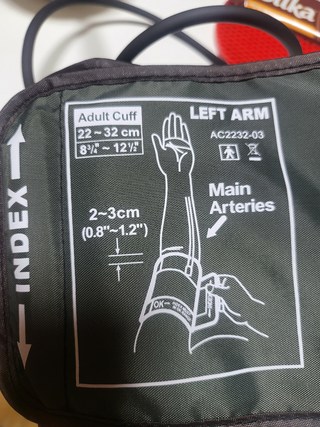 uka
Adult Cuff
22~32 cm
8¾"~ 12½"
LEFT ARM
AC2232-03
Main
Arteries
2~3cm
(0.8"~1.2")
INDEX
OK